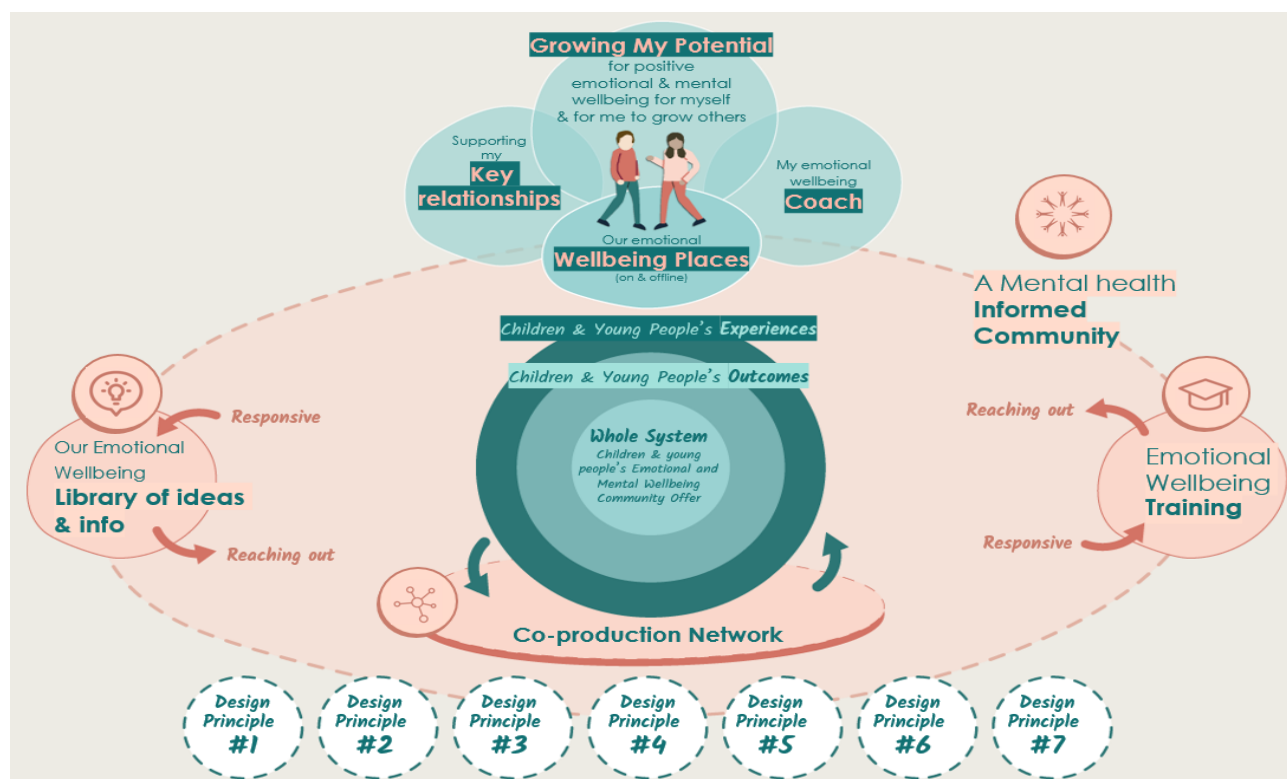 Growing My Potential
for positive
emotional & mental
wellbeing for myself
& for me to grow others
Supporting
my
Key
relationships
My emotional
wellbeing
Coach
Our emotional
Wellbeing Places
(on & offline)
A Mental health
Informed
Community
Children & Young People's Experiences
Children & Young People's Outcomes
Whole System
Children & young
people's Emotional and
Mental Wellbeing
Community Offer
Responsive
Our Emotional
Wellbeing
Library of ideas
& info
Reaching out
Reaching out
Emotional
Wellbeing
Training
Responsive
Co-production Network
Design
Principle
#1
Design
Principle
#2
Design
Principle
#3
Design
Principle
#4
Design
Principle
#5
Design
Principle
#6
Design
Principle
#7